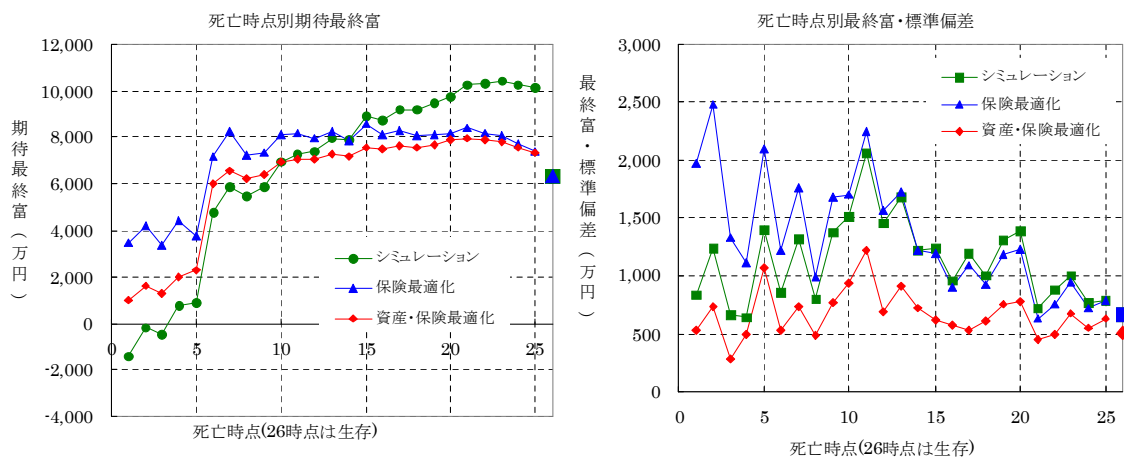 死亡時点別期待最終富
12,000
10,000
8,000
6,000
4,000
2,000
0
-2,000
-4,000
期待最終富(万円)
0
5
10
15
20
25
シミュレーション
保険最適化
資産・保険最適化
死亡時点(26時点は生存)
死亡時点別最終富・標準偏差
3,000
2,500
2,000
1,500
1,000
500
0
最終富・標準偏差(万円)
0
5
10
15
20
25
シミュレーション
保険最適化
資産・保険最適化
死亡時点(26時点は生存)